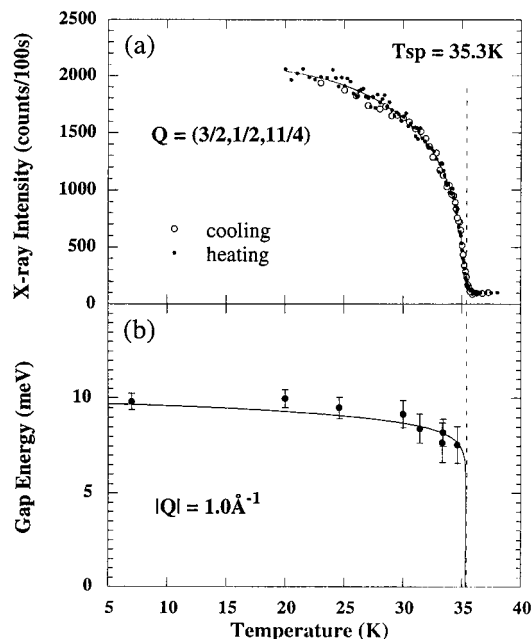 2500
(a)
Tsp = 35.3K
2000
1500
Q = (3/2,1/2,11/4)
1000
cooling
500
heating
0
X-ray Intensity (counts/100s)
(b)
10
5
|Q| = 1.0Å-1
0
Gap Energy (meV)
5 10 15 20 25 30 35 40
Temperature (K)